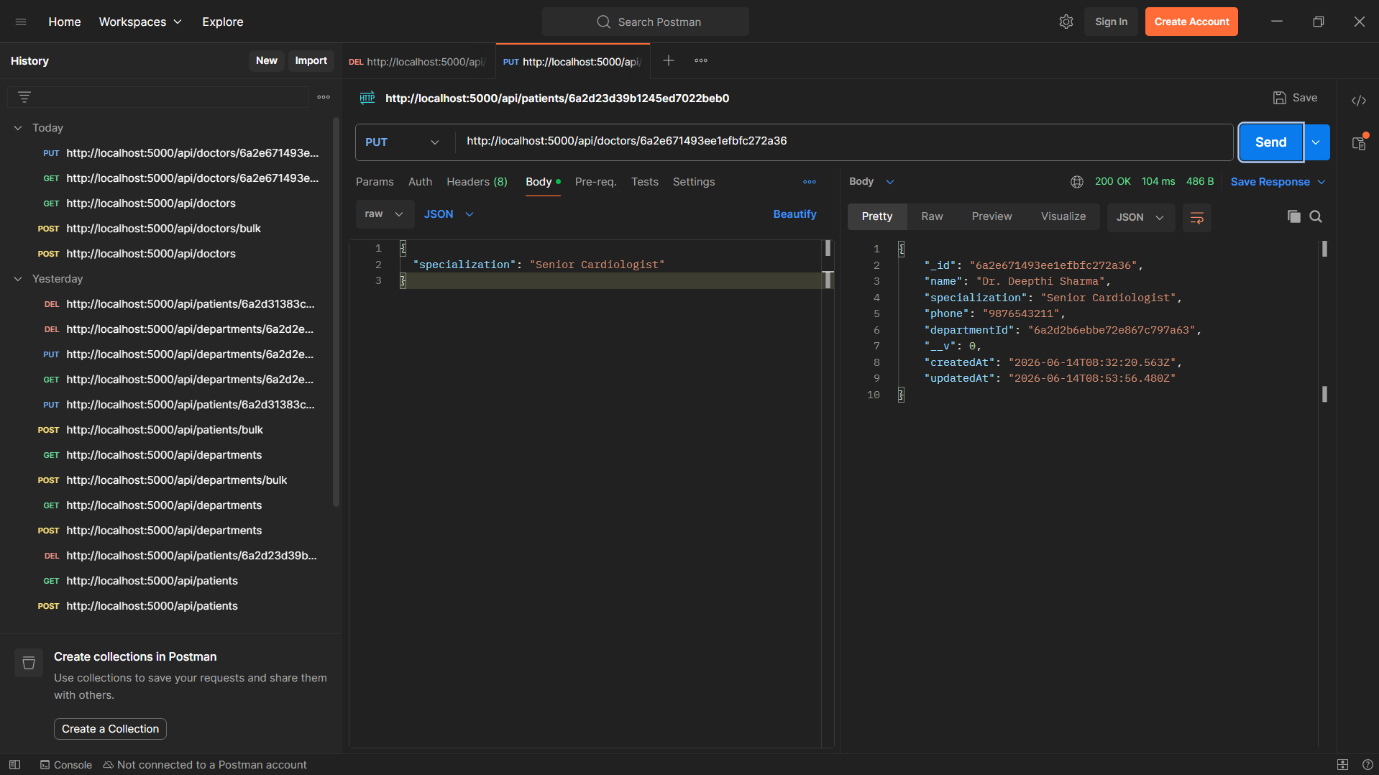 Home Workspaces Explore Search Postman Sign In Create Account
History New Import
DEL http://localhost:5000/api/
PUT http://localhost:5000/api/
Today
PUT http://localhost:5000/api/doctors/6a2e671493e...
GET http://localhost:5000/api/doctors/6a2e671493e...
GET http://localhost:5000/api/doctors
POST http://localhost:5000/api/doctors/bulk
POST http://localhost:5000/api/doctors
Yesterday
DEL http://localhost:5000/api/patients/6a2d31383c...
DEL http://localhost:5000/api/departments/6a2d2e...
PUT http://localhost:5000/api/departments/6a2d2e...
GET http://localhost:5000/api/departments/6a2d2e...
PUT http://localhost:5000/api/patients/6a2d31383c...
POST http://localhost:5000/api/patients/bulk
GET http://localhost:5000/api/departments
POST http://localhost:5000/api/departments/bulk
GET http://localhost:5000/api/departments
POST http://localhost:5000/api/departments
DEL http://localhost:5000/api/patients/6a2d23d39b...
GET http://localhost:5000/api/patients
POST http://localhost:5000/api/patients
Create collections in Postman
Use collections to save your requests and share them
with others.
Create a Collection
HTTP http://localhost:5000/api/patients/6a2d23d39b1245ed7022beb0 Save
PUT http://localhost:5000/api/doctors/6a2e671493ee1efbfc272a36 Send
Params Auth Headers (8) Body Pre-req. Tests Settings
raw JSON Beautify
1 {
2 "specialization": "Senior Cardiologist"
3 }
Body 200 OK 104 ms 486 B Save Response
Pretty Raw Preview Visualize JSON
1 {
2 "_id": "6a2e671493ee1efbfc272a36",
3 "name": "Dr. Deepthi Sharma",
4 "specialization": "Senior Cardiologist",
5 "phone": "9876543211",
6 "departmentId": "6a2d2b6ebbe72e867c797a63",
7 "__v": 0,
8 "createdAt": "2026-06-14T08:32:20.563Z",
9 "updatedAt": "2026-06-14T08:53:56.480Z"
10 }
Console Not connected to a Postman account